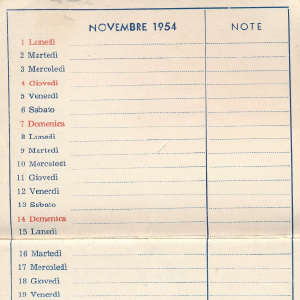 NOVEMBRE 1954 NOTE
1 Lunedì
2 Martedì
3 Mercoledì
4 Giovedì
5 Venerdì
6 Sabato
7 Domenica
8 Lunedì
9 Martedì
10 Mercoledì
11 Giovedì
12 Venerdì
13 Sabato
14 Domenica
15 Lunedì
16 Martedì
17 Mercoledì
18 Giovedì
19 Venerdì